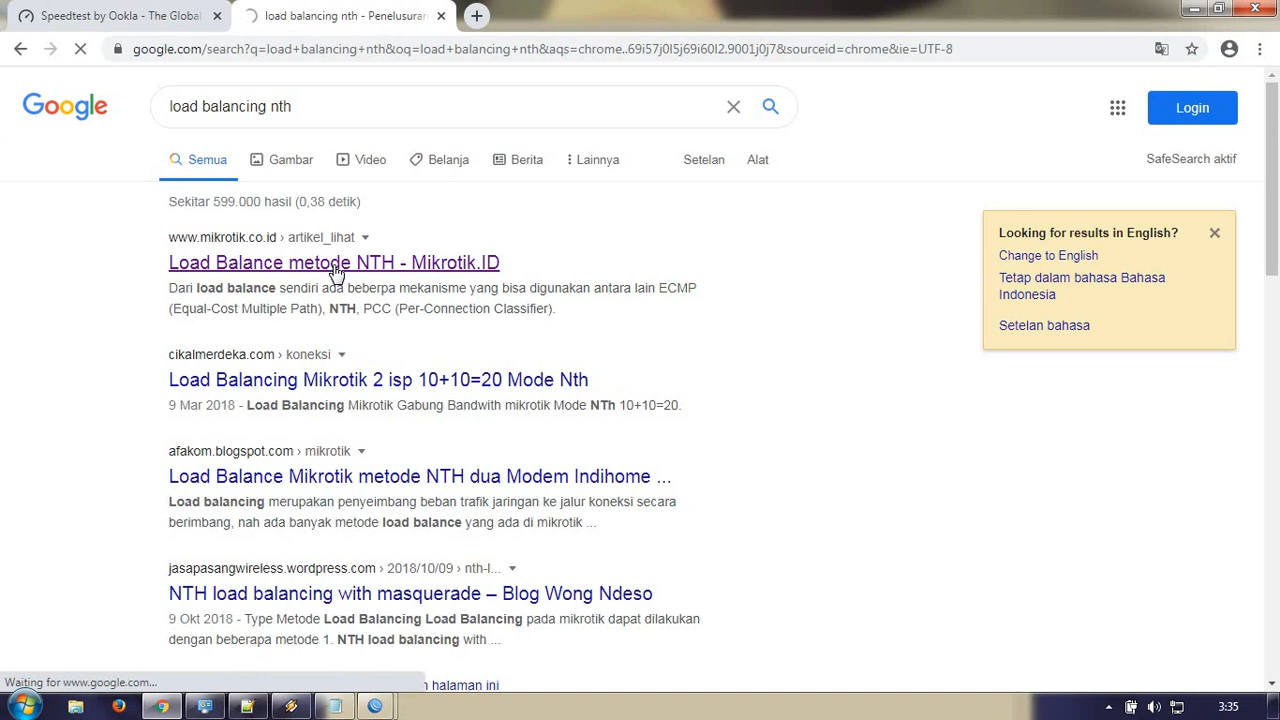 Speedtest by Ookla - The Global
load balancing nth - Penelusuran
google.com/search?q=load+balancing+nth&oq=load+balancing+nth&aqs=chrome..69i57j0l5j69i60l2.9001j0j7&sourceid=chrome&ie=UTF-8
Google
load balancing nth
Login
Semua Gambar Video Belanja Berita Lainnya Setelan Alat
SafeSearch aktif
Sekitar 599.000 hasil (0,38 detik)
www.mikrotik.co.id › artikel_lihat
Load Balance metode NTH - Mikrotik.ID
Dari load balance sendiri ada beberpa mekanisme yang bisa digunakan antara lain ECMP
(Equal-Cost Multiple Path), NTH, PCC (Per-Connection Classifier).
Looking for results in English?
Change to English
Tetap dalam bahasa Bahasa
Indonesia
Setelan bahasa
cikalmerdeka.com › koneksi
Load Balancing Mikrotik 2 isp 10+10=20 Mode Nth
9 Mar 2018 - Load Balancing Mikrotik Gabung Bandwith mikrotik Mode NTh 10+10=20.
afakom.blogspot.com › mikrotik
Load Balance Mikrotik metode NTH dua Modem Indihome ...
Load balancing merupakan penyeimbang beban trafik jaringan ke jalur koneksi secara
berimbang, nah ada banyak metode load balance yang ada di mikrotik ...
jasapasangwireless.wordpress.com › 2018/10/09 › nth-l...
NTH load balancing with masquerade – Blog Wong Ndeso
9 Okt 2018 - Type Metode Load Balancing Load Balancing pada mikrotik dapat dilakukan
dengan beberapa metode 1. NTH load balancing with ...
halaman ini
Waiting for www.google.com...
3:35